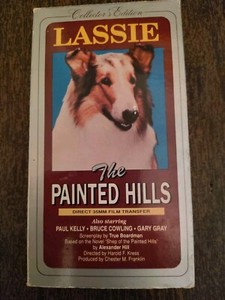 Collector's Edition
LASSIE
The
PAINTED HILLS
DIRECT 35MM FILM TRANSFER
Also starring
PAUL KELLY • BRUCE COWLING • GARY GRAY
Screenplay by True Boardman
Based on the Novel 'Shep of the Painted Hills'
by Alexander Hill
Directed by Harold F. Kress
Produced by Chester M. Franklin